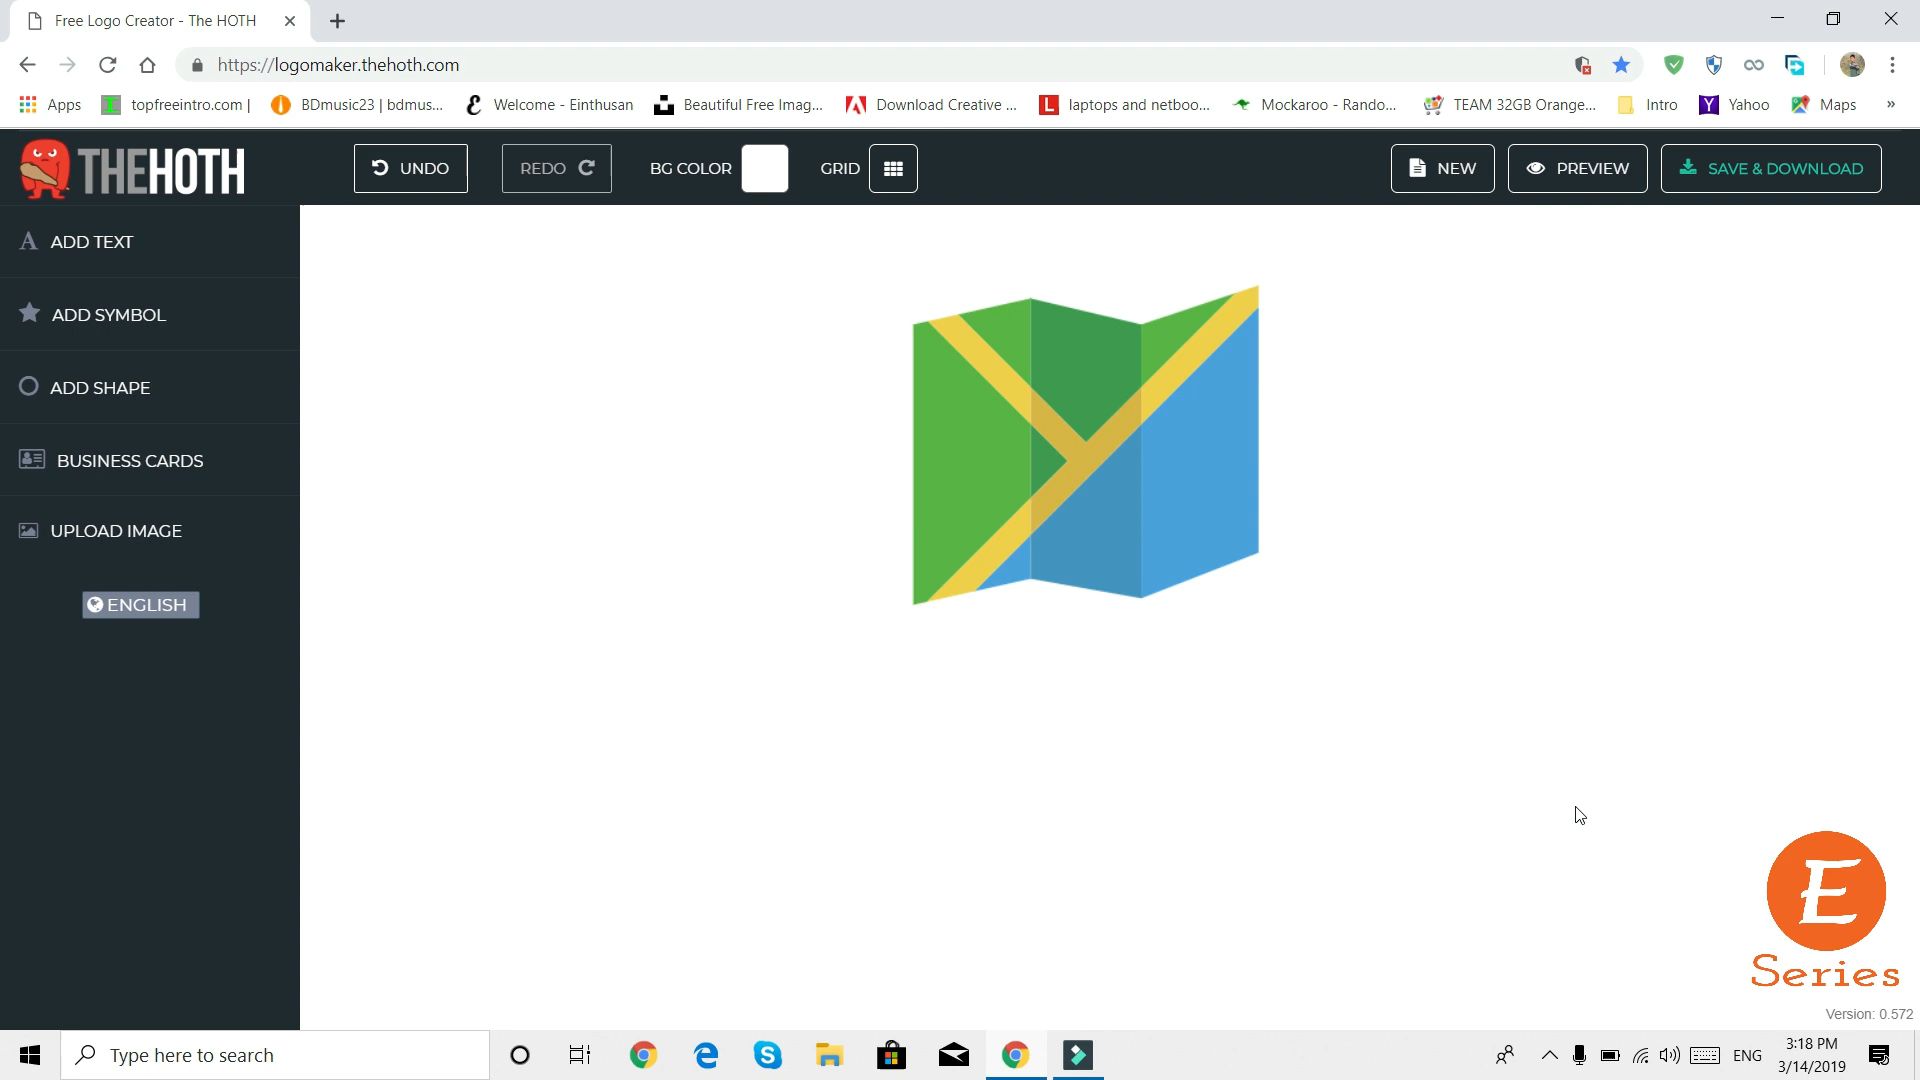 Free Logo Creator - The HOTH
https://logomaker.thehoth.com
Apps topfreeintro.com | BDmusic23 | bdmus... Welcome - Einthusan Beautiful Free Imag... Download Creative ... L laptops and netboo... Mockaroo - Rando... TEAM 32GB Orange... Intro Y Yahoo Maps »
THEHOTH UNDO REDO BG COLOR GRID NEW PREVIEW SAVE & DOWNLOAD
A ADD TEXT
ADD SYMBOL
ADD SHAPE
BUSINESS CARDS
UPLOAD IMAGE
ENGLISH
E
Series
Version: 0.572
Type here to search
ENG
3:18 PM
3/14/2019